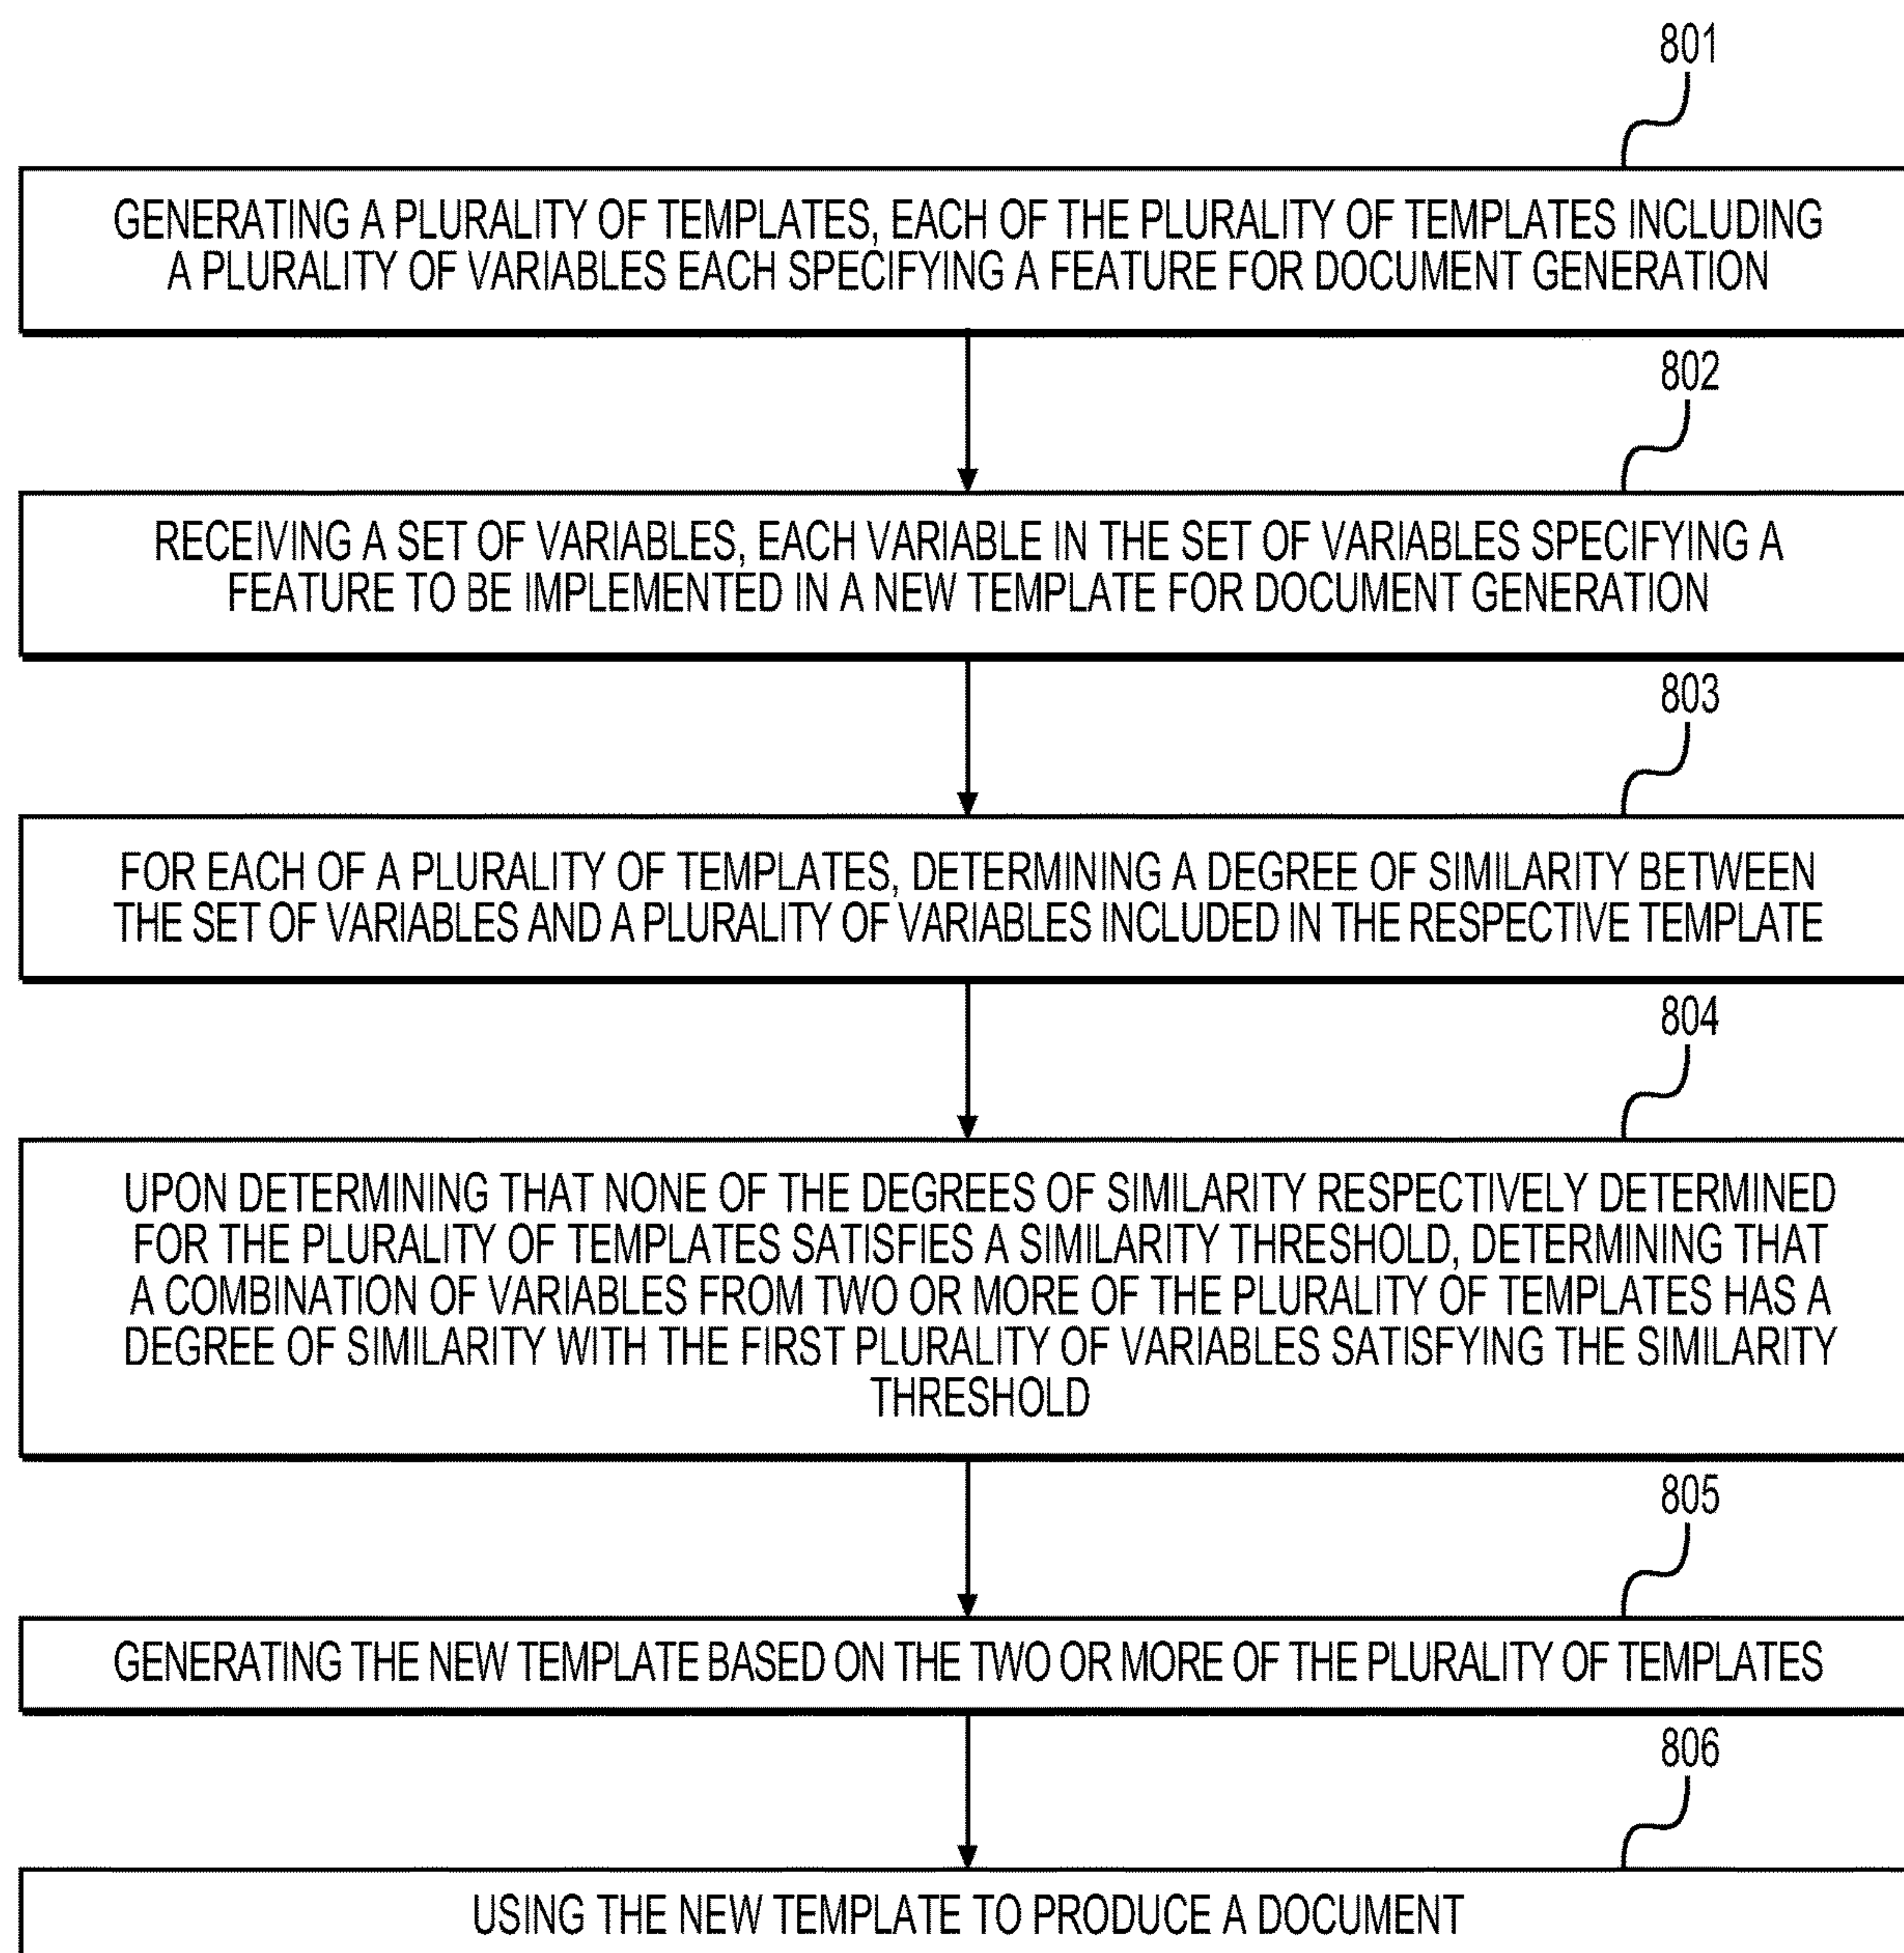 801
GENERATING A PLURALITY OF TEMPLATES, EACH OF THE PLURALITY OF TEMPLATES INCLUDING
A PLURALITY OF VARIABLES EACH SPECIFYING A FEATURE FOR DOCUMENT GENERATION
802
RECEIVING A SET OF VARIABLES, EACH VARIABLE IN THE SET OF VARIABLES SPECIFYING A
FEATURE TO BE IMPLEMENTED IN A NEW TEMPLATE FOR DOCUMENT GENERATION
803
FOR EACH OF A PLURALITY OF TEMPLATES, DETERMINING A DEGREE OF SIMILARITY BETWEEN
THE SET OF VARIABLES AND A PLURALITY OF VARIABLES INCLUDED IN THE RESPECTIVE TEMPLATE
804
UPON DETERMINING THAT NONE OF THE DEGREES OF SIMILARITY RESPECTIVELY DETERMINED
FOR THE PLURALITY OF TEMPLATES SATISFIES A SIMILARITY THRESHOLD, DETERMINING THAT
A COMBINATION OF VARIABLES FROM TWO OR MORE OF THE PLURALITY OF TEMPLATES HAS A
DEGREE OF SIMILARITY WITH THE FIRST PLURALITY OF VARIABLES SATISFYING THE SIMILARITY
THRESHOLD
805
GENERATING THE NEW TEMPLATE BASED ON THE TWO OR MORE OF THE PLURALITY OF TEMPLATES
806
USING THE NEW TEMPLATE TO PRODUCE A DOCUMENT